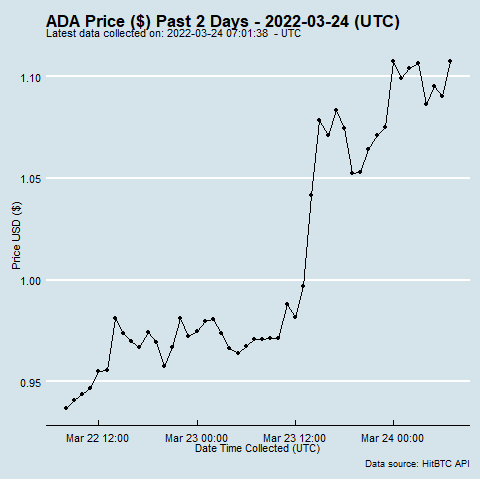 ADA Price ($) Past 2 Days - 2022-03-24 (UTC)
Latest data collected on: 2022-03-24 07:01:38 - UTC
1.10
1.05
1.00
0.95
Price USD ($)
Mar 22 12:00
Mar 23 00:00
Mar 23 12:00
Mar 24 00:00
Date Time Collected (UTC)
Data source: HitBTC API